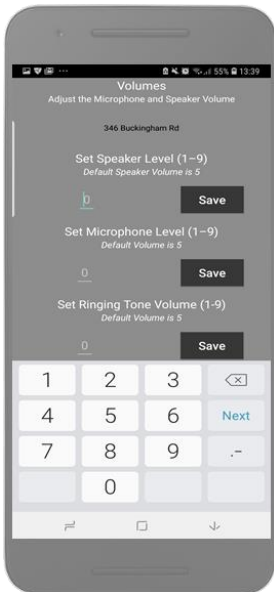 55% 13:39
Volumes
Adjust the Microphone and Speaker Volume
346 Buckingham Rd
Set Speaker Level (1–9)
Default Speaker Volume is 5
0 Save
Set Microphone Level (1–9)
Default Volume is 5
0 Save
Set Ringing Tone Volume (1-9)
Default Volume is 5
0 Save
1 2 3
4 5 6 Next
7 8 9 .-
0